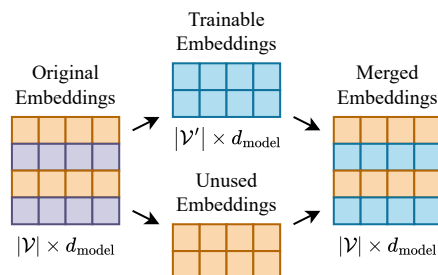 Original
Embeddings
|𝒱| × d_model
Trainable
Embeddings
|𝒱′| × d_model
Unused
Embeddings
Merged
Embeddings
|𝒱| × d_model